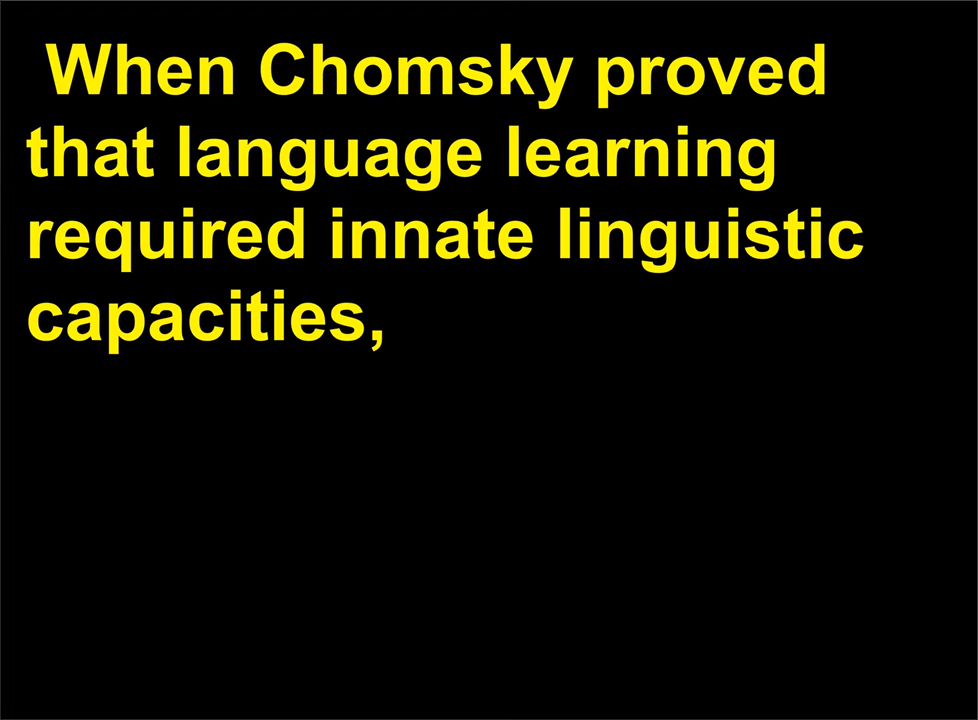 When Chomsky proved
that language learning
required innate linguistic
capacities,